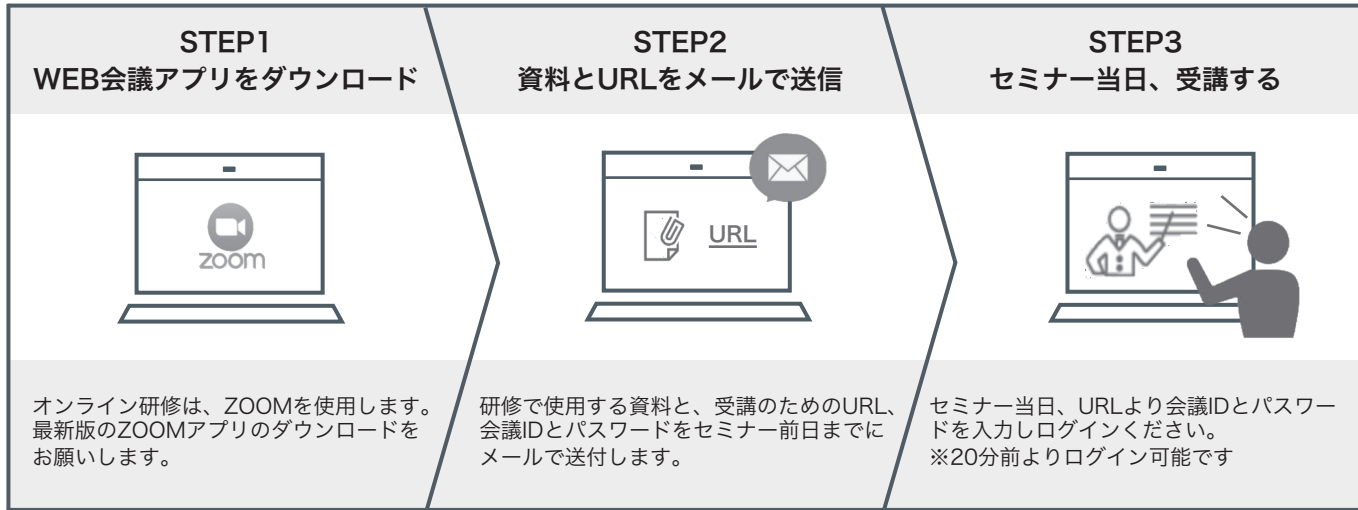 STEP1
WEB会議アプリをダウンロード
zoom
オンライン研修は、ZOOMを使用します。
最新版のZOOMアプリのダウンロードを
お願いします。
STEP2
資料とURLをメールで送信
URL
研修で使用する資料と、受講のためのURL、
会議IDとパスワードをセミナー前日までに
メールで送付します。
STEP3
セミナー当日、受講する
セミナー当日、URLより会議IDとパスワー
ドを入力しログインください。
※20分前よりログイン可能です